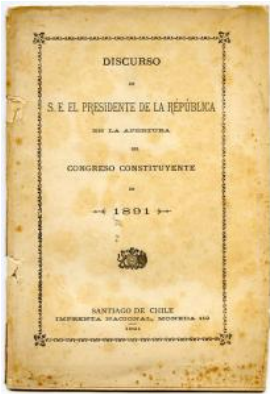 DISCURSO
DE
S. E. EL PRESIDENTE DE LA REPÚBLICA
EN LA APERTURA
DEL
CONGRESO CONSTITUYENTE
DE
1891
SANTIAGO DE CHILE
IMPRENTA NACIONAL, MONEDA
1891